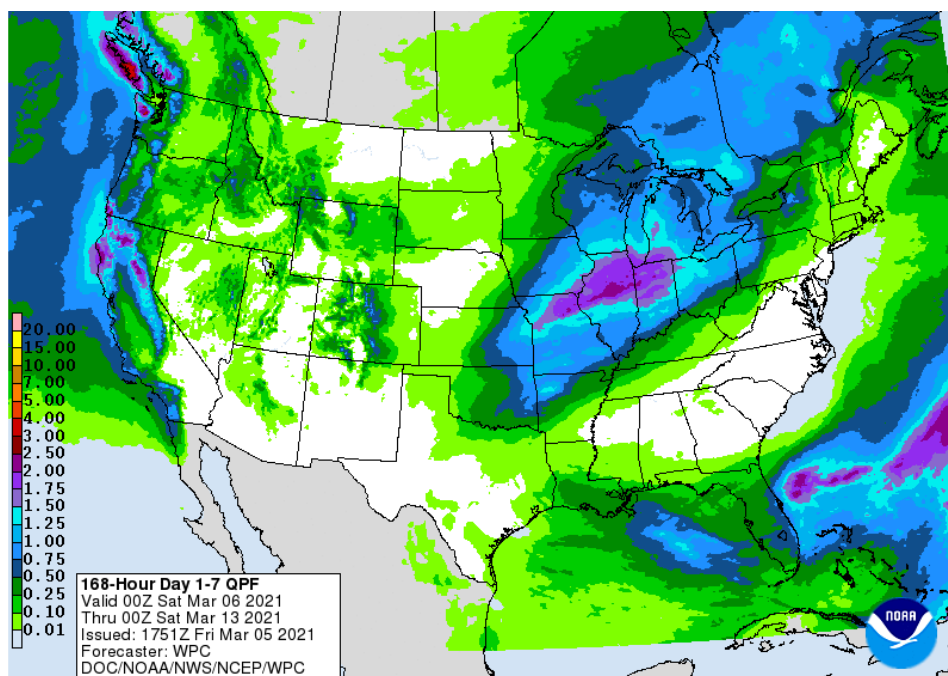 20.00
15.00
10.00
7.00
5.00
4.00
3.00
2.50
2.00
1.75
1.50
1.25
1.00
0.75
0.50
0.25
0.10
0.01
168-Hour Day 1-7 QPF
Valid 00Z Sat Mar 06 2021
Thru 00Z Sat Mar 13 2021
Issued: 1751Z Fri Mar 05 2021
Forecaster: WPC
DOC/NOAA/NWS/NCEP/WPC
NOAA